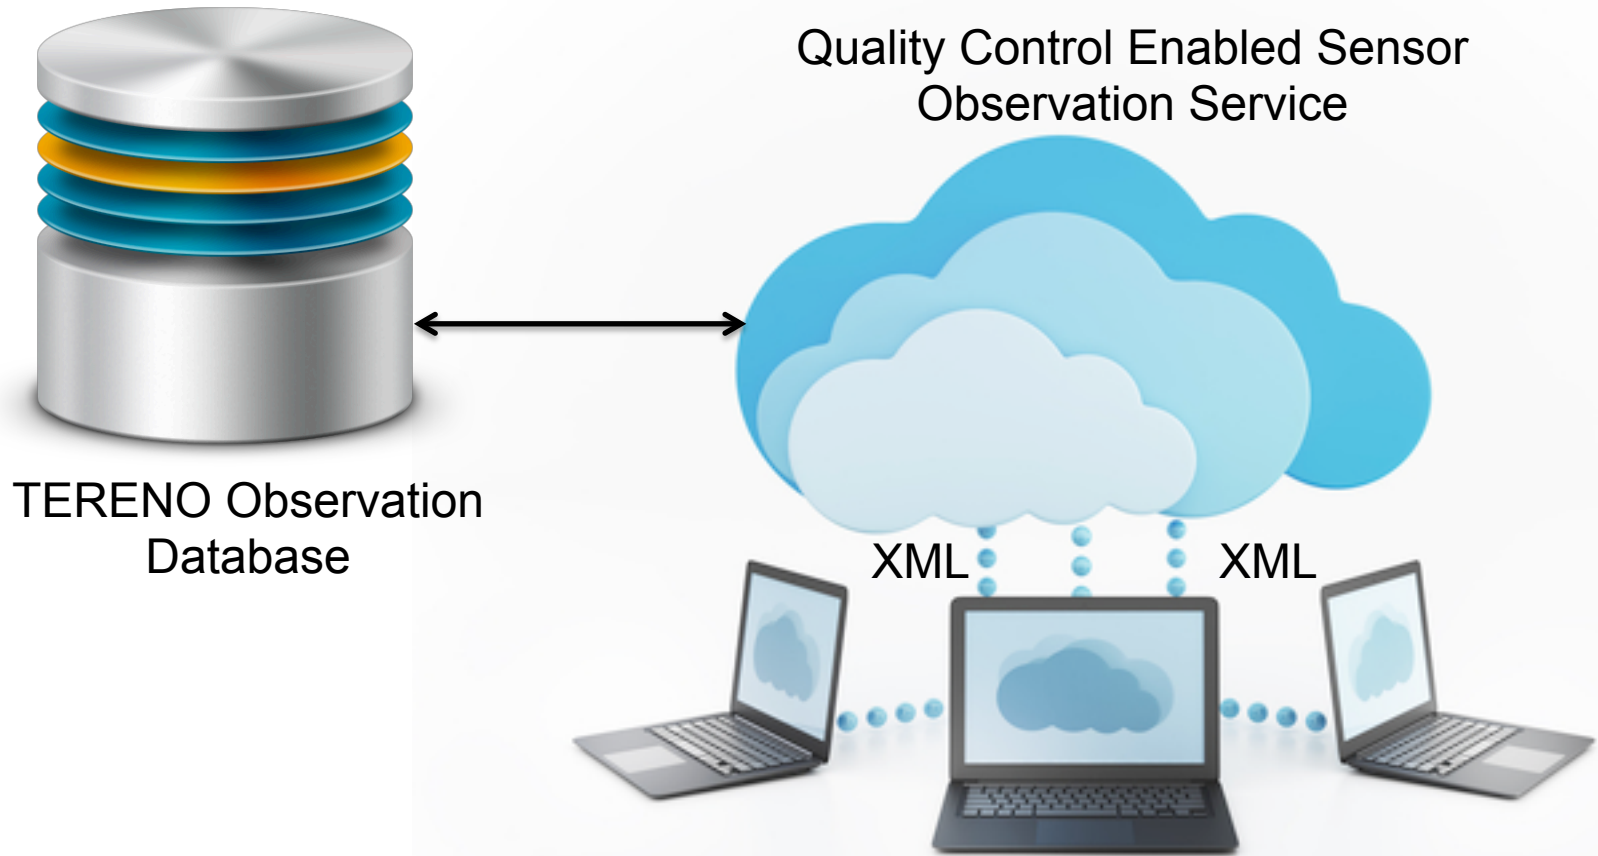 Quality Control Enabled Sensor
Observation Service
TERENO Observation
Database
XML
XML